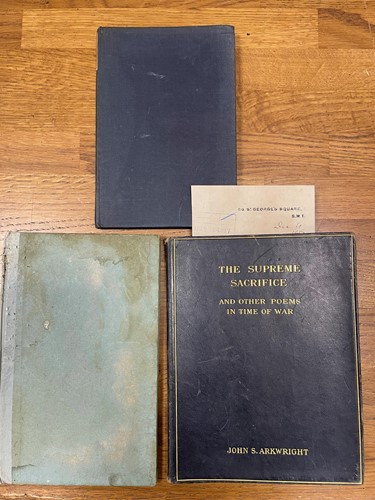 ST GEORGE'S SQUARE,
S.W.1.
THE SUPREME
SACRIFICE
AND OTHER POEMS
IN TIME OF WAR
JOHN S. ARKWRIGHT